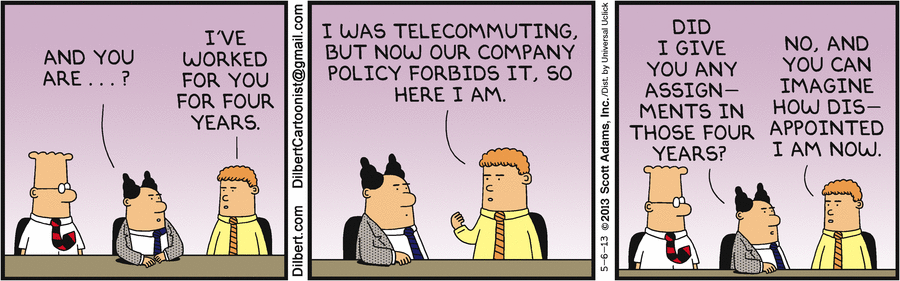 AND YOU
ARE . . . ?
I'VE
WORKED
FOR YOU
FOR FOUR
YEARS.
Dilbert.com DilbertCartoonist@gmail.com
I WAS TELECOMMUTING,
BUT NOW OUR COMPANY
POLICY FORBIDS IT, SO
HERE I AM.
5-6-13 ©2013 Scott Adams, Inc./Dist. by Universal Uclick
DID
I GIVE
YOU ANY
ASSIGN-
MENTS IN
THOSE FOUR
YEARS?
NO, AND
YOU CAN
IMAGINE
HOW DIS-
APPOINTED
I AM NOW.